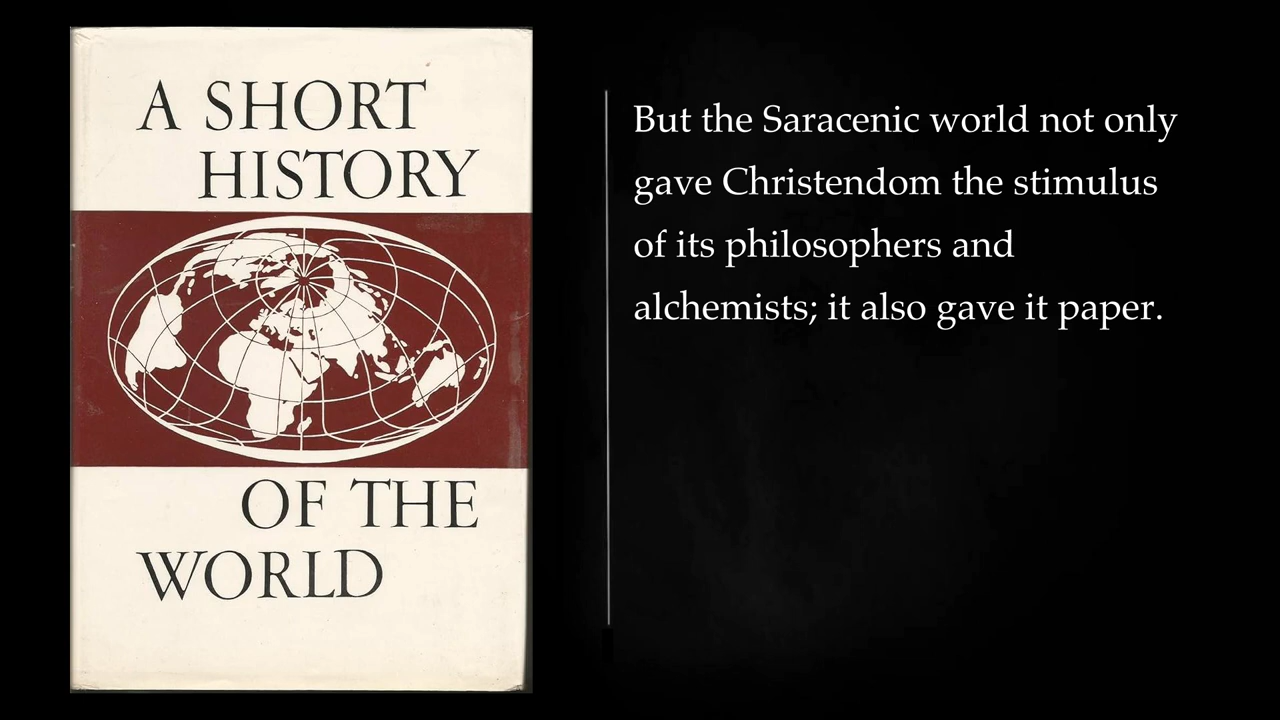 A SHORT
HISTORY
OF THE
WORLD
But the Saracenic world not only
gave Christendom the stimulus
of its philosophers and
alchemists; it also gave it paper.